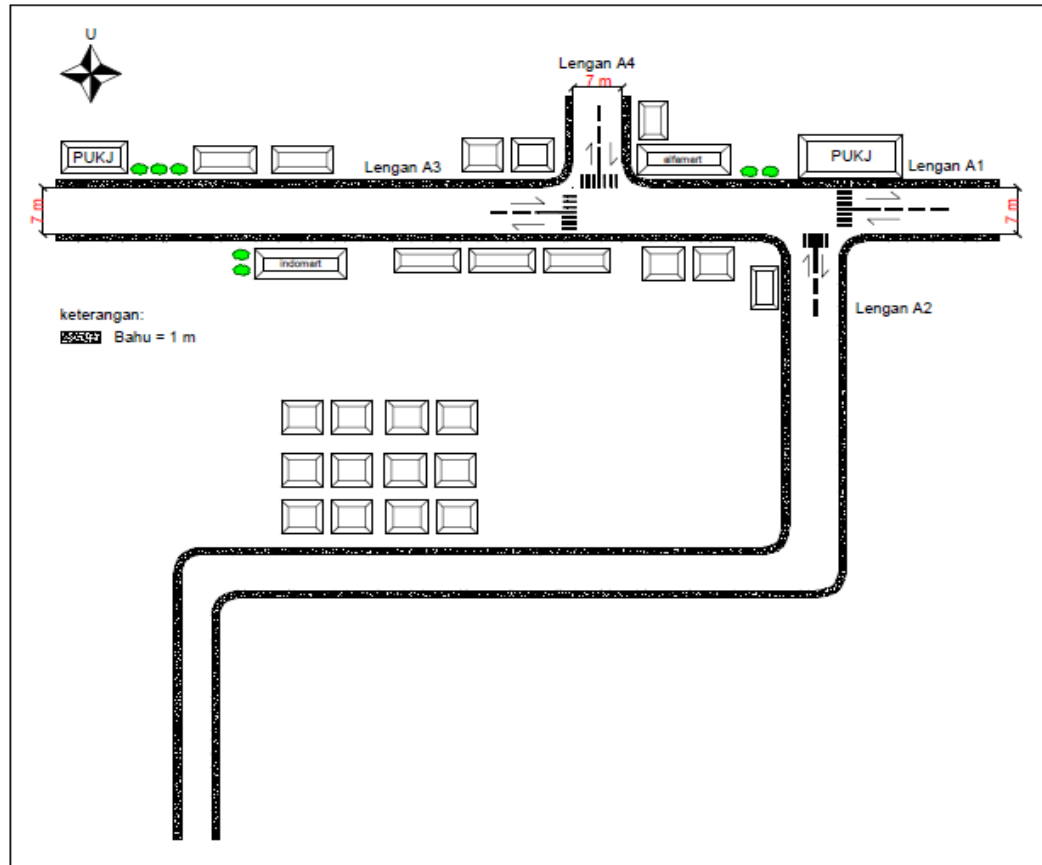 U
Lengan A4
7 m
PUKJ
Lengan A3
alfamart
PUKJ
Lengan A1
7 m
7 m
indomart
Lengan A2
keterangan:
Bahu = 1 m